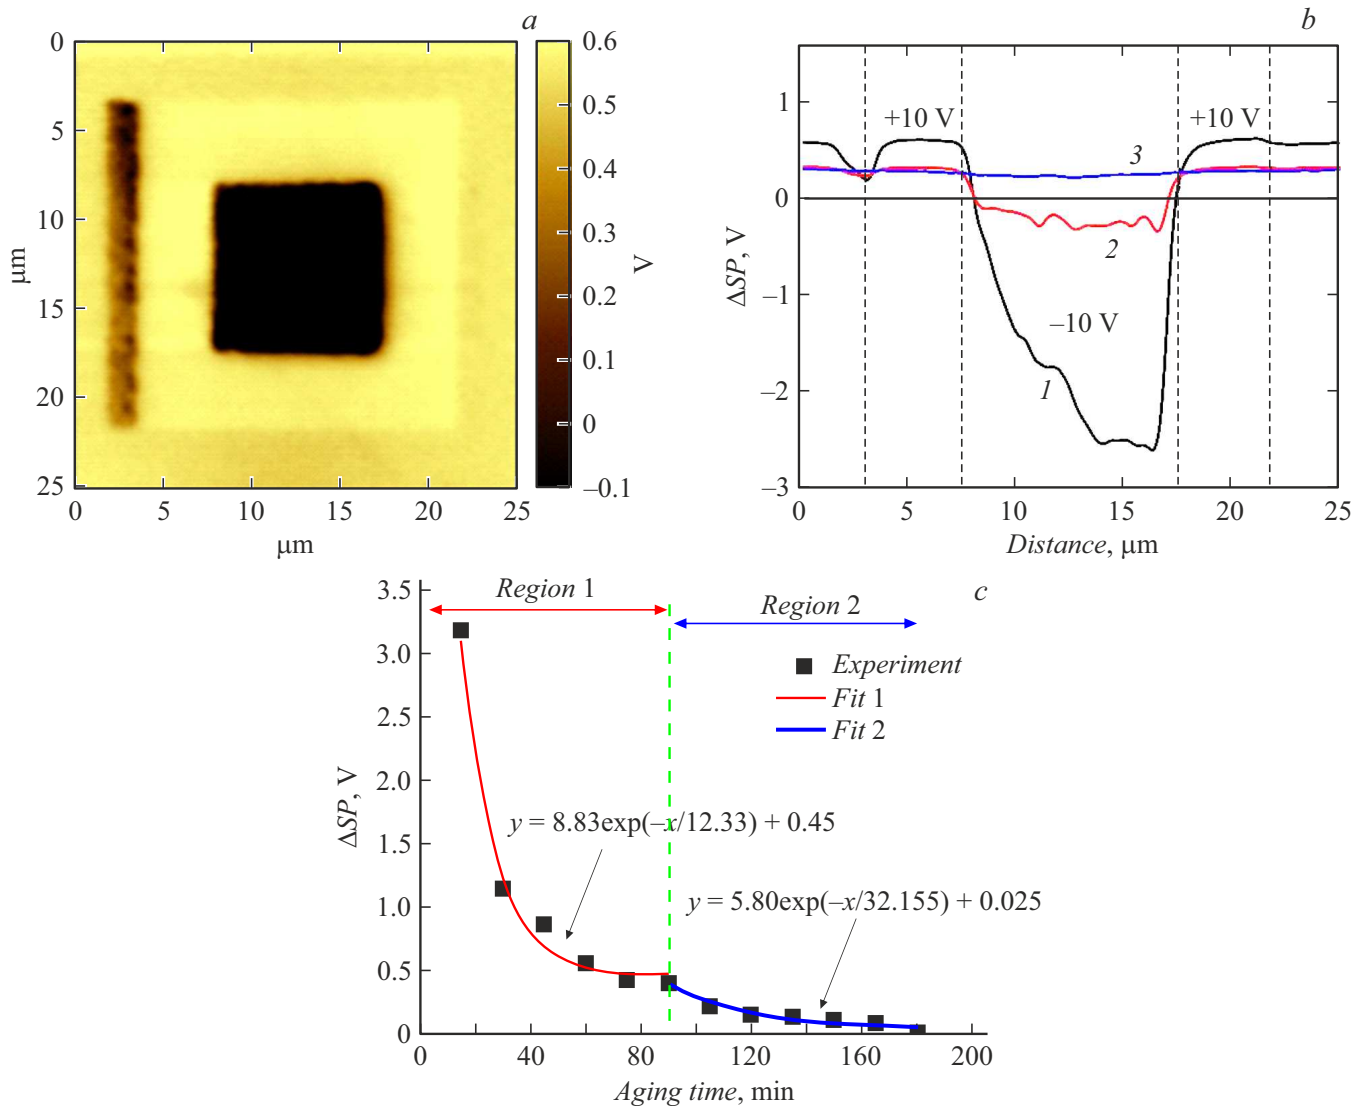 a
0
5
10
15
20
25
μm
0
5
10
15
20
25
μm
0.6
0.5
0.4
0.3
0.2
0.1
0
–0.1
V
b
1
0
–1
–2
–3
ΔSP, V
+10 V
+10 V
3
2
–10 V
1
0
5
10
15
20
25
Distance, μm
c
3.5
3.0
2.5
2.0
1.5
1.0
0.5
0
ΔSP, V
Region 1
Region 2
Experiment
Fit 1
Fit 2
y = 8.83exp(–x/12.33) + 0.45
y = 5.80exp(–x/32.155) + 0.025
0
40
80
120
160
200
Aging time, min